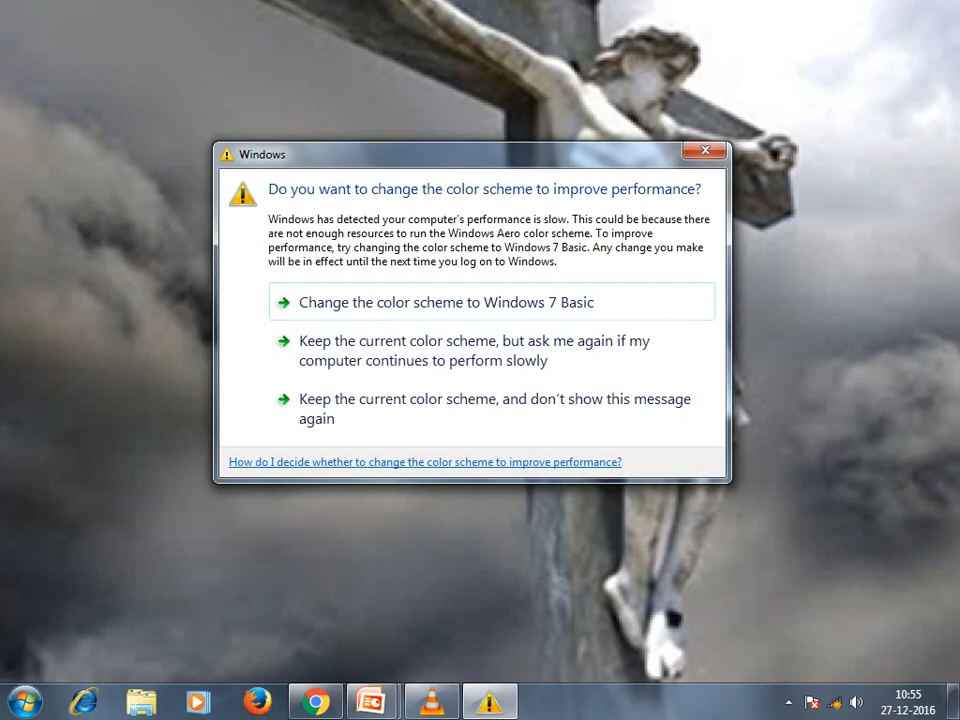 Windows
Do you want to change the color scheme to improve performance?
Windows has detected your computer's performance is slow. This could be because there
are not enough resources to run the Windows Aero color scheme. To improve
performance, try changing the color scheme to Windows 7 Basic. Any change you make
will be in effect until the next time you log on to Windows.
Change the color scheme to Windows 7 Basic
Keep the current color scheme, but ask me again if my
computer continues to perform slowly
Keep the current color scheme, and don't show this message
again
How do I decide whether to change the color scheme to improve performance?
10:55
27-12-2016